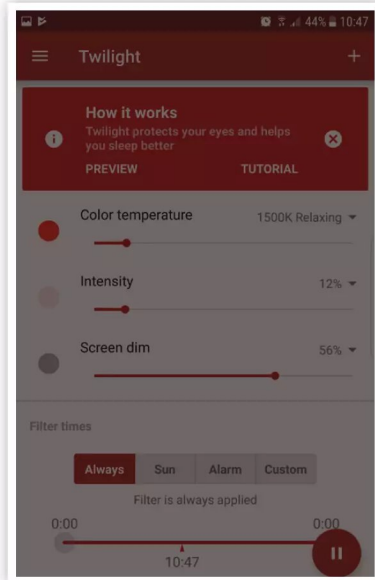 44% 10:47
Twilight
How it works
Twilight protects your eyes and helps
you sleep better
PREVIEW TUTORIAL
Color temperature 1500K Relaxing
Intensity 12%
Screen dim 56%
Filter times
Always Sun Alarm Custom
Filter is always applied
0:00 0:00
10:47